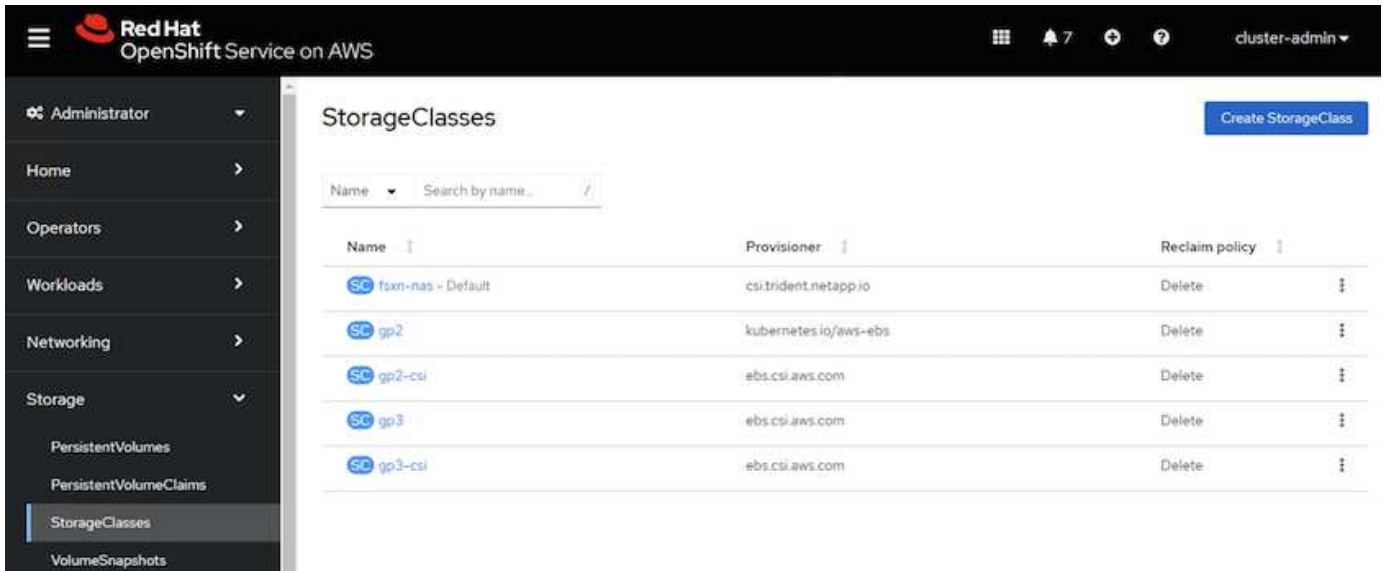 Red Hat
OpenShift Service on AWS
7
cluster-admin
Administrator
Home
Operators
Workloads
Networking
Storage
PersistentVolumes
PersistentVolumeClaims
StorageClasses
VolumeSnapshots
StorageClasses
Create StorageClass
Name Search by name... /
Name Provisioner Reclaim policy
SC fsxn-nas - Default csi.trident.netapp.io Delete
SC gp2 kubernetes.io/aws-ebs Delete
SC gp2-csi ebs.csi.aws.com Delete
SC gp3 ebs.csi.aws.com Delete
SC gp3-csi ebs.csi.aws.com Delete